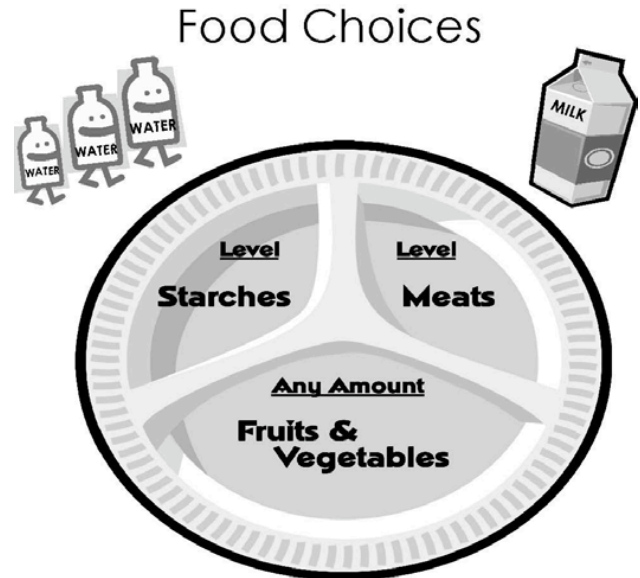 Food Choices
WATER
WATER
WATER
MILK
Level
Starches
Level
Meats
Any Amount
Fruits &
Vegetables